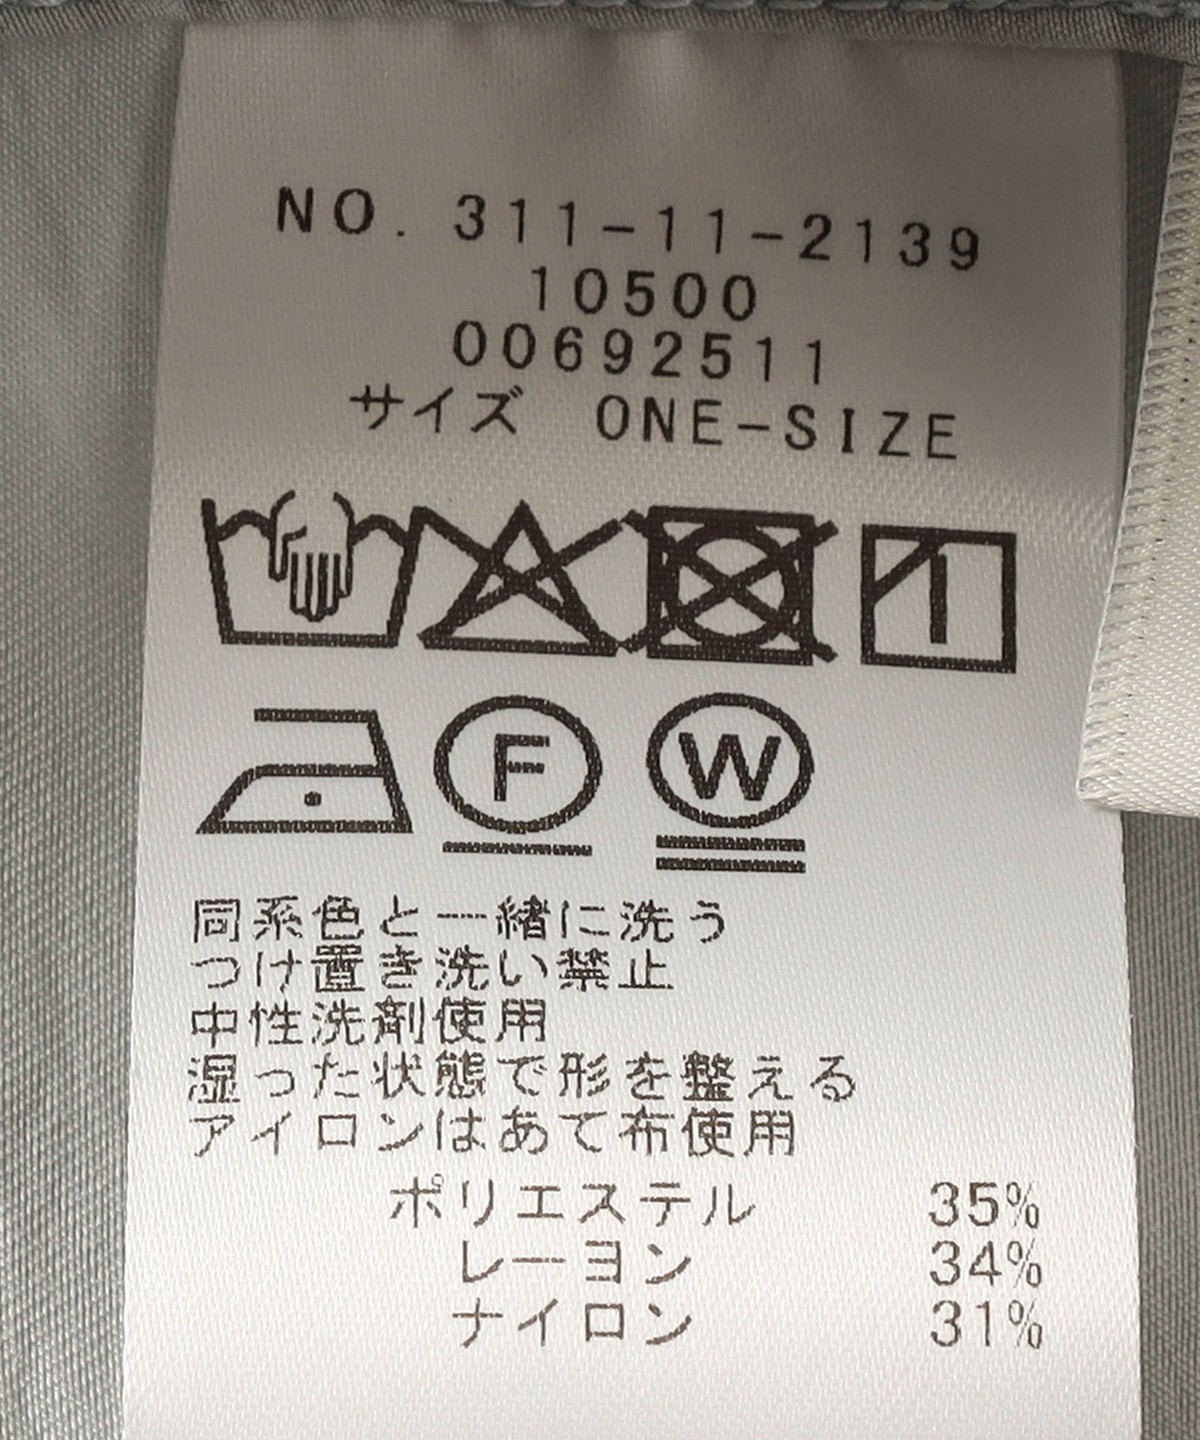 NO. 311-11-2139
10500
00692511
サイズ ONE-SIZE
F W
同系色と一緒に洗う
つけ置き洗い禁止
中性洗剤使用
湿った状態で形を整える
アイロンはあて布使用
ポリエステル 35%
レーヨン 34%
ナイロン 31%